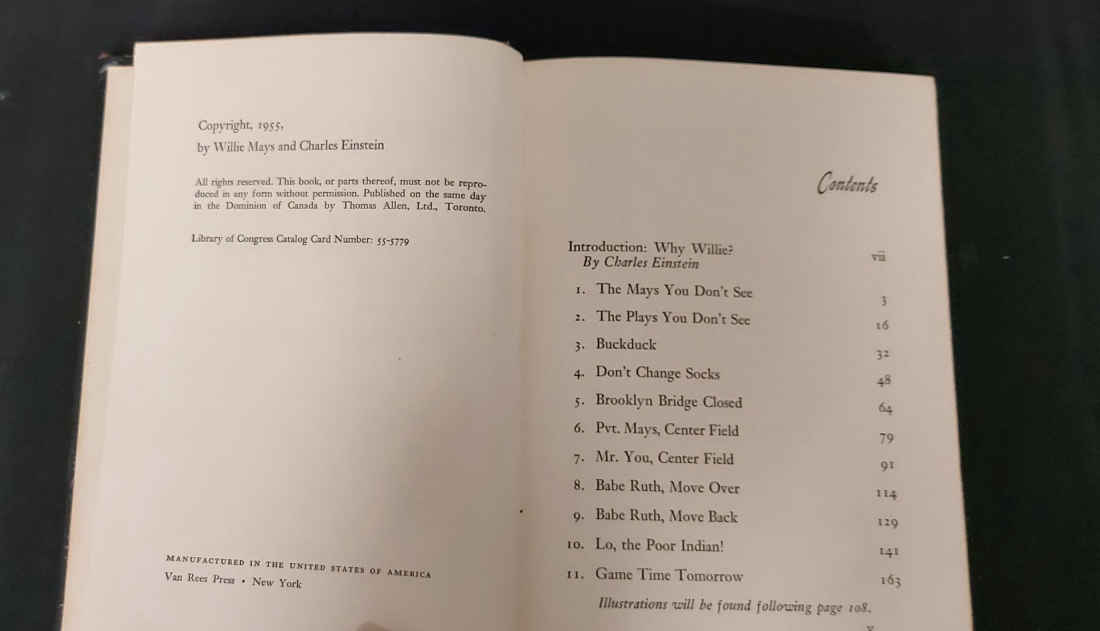 Copyright, 1955,
by Willie Mays and Charles Einstein
All rights reserved. This book, or parts thereof, must not be repro-
duced in any form without permission. Published on the same day
in the Dominion of Canada by Thomas Allen, Ltd., Toronto.
Library of Congress Catalog Card Number: 55-5779
MANUFACTURED IN THE UNITED STATES OF AMERICA
Van Rees Press • New York
Contents
Introduction: Why Willie? vii
By Charles Einstein
1. The Mays You Don't See 3
2. The Plays You Don't See 16
3. Buckduck 32
4. Don't Change Socks 48
5. Brooklyn Bridge Closed 64
6. Pvt. Mays, Center Field 79
7. Mr. You, Center Field 91
8. Babe Ruth, Move Over 114
9. Babe Ruth, Move Back 129
10. Lo, the Poor Indian! 141
11. Game Time Tomorrow 163
Illustrations will be found following page 108.
v